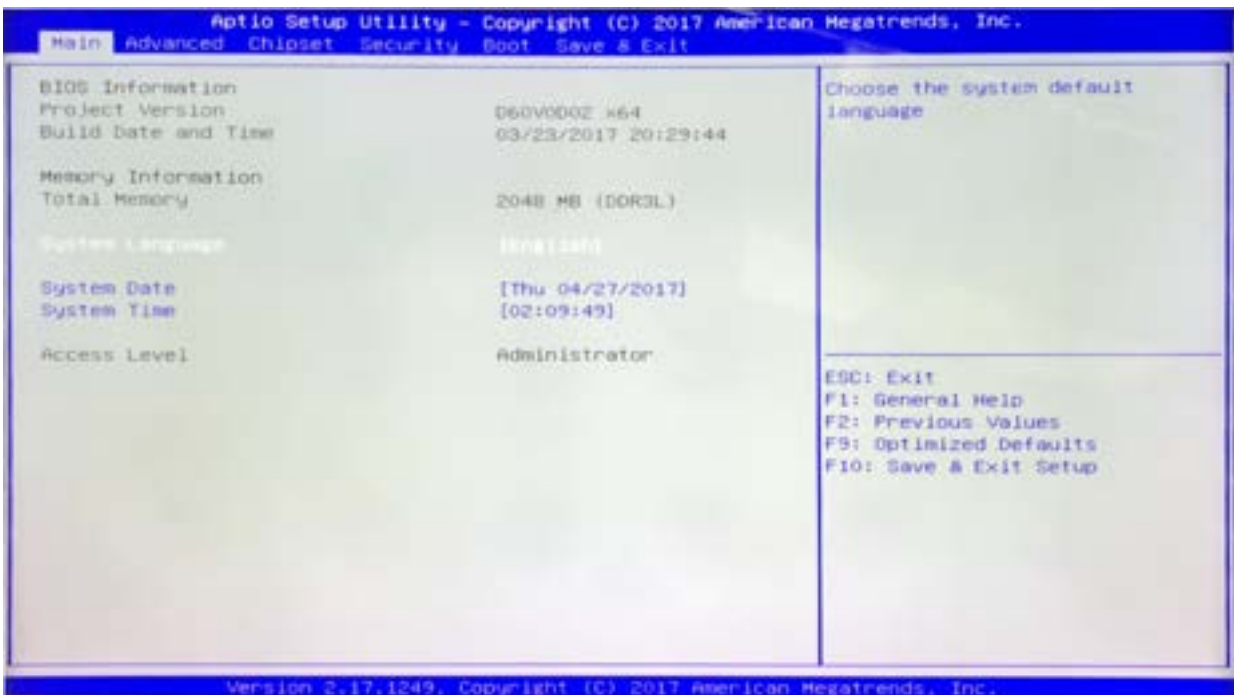 Aptio Setup Utility - Copyright (C) 2017 American Megatrends, Inc.
Main Advanced Chipset Security Boot Save & Exit
BIOS Information
Project Version D60V0D02 x64
Build Date and Time 03/23/2017 20:29:44
Memory Information
Total Memory 2048 MB (DDR3L)
System Language [English]
System Date [Thu 04/27/2017]
System Time [02:09:49]
Access Level Administrator
Choose the system default
language
ESC: Exit
F1: General Help
F2: Previous Values
F9: Optimized Defaults
F10: Save & Exit Setup
Version 2.17.1249. Copyright (C) 2017 American Megatrends, Inc.